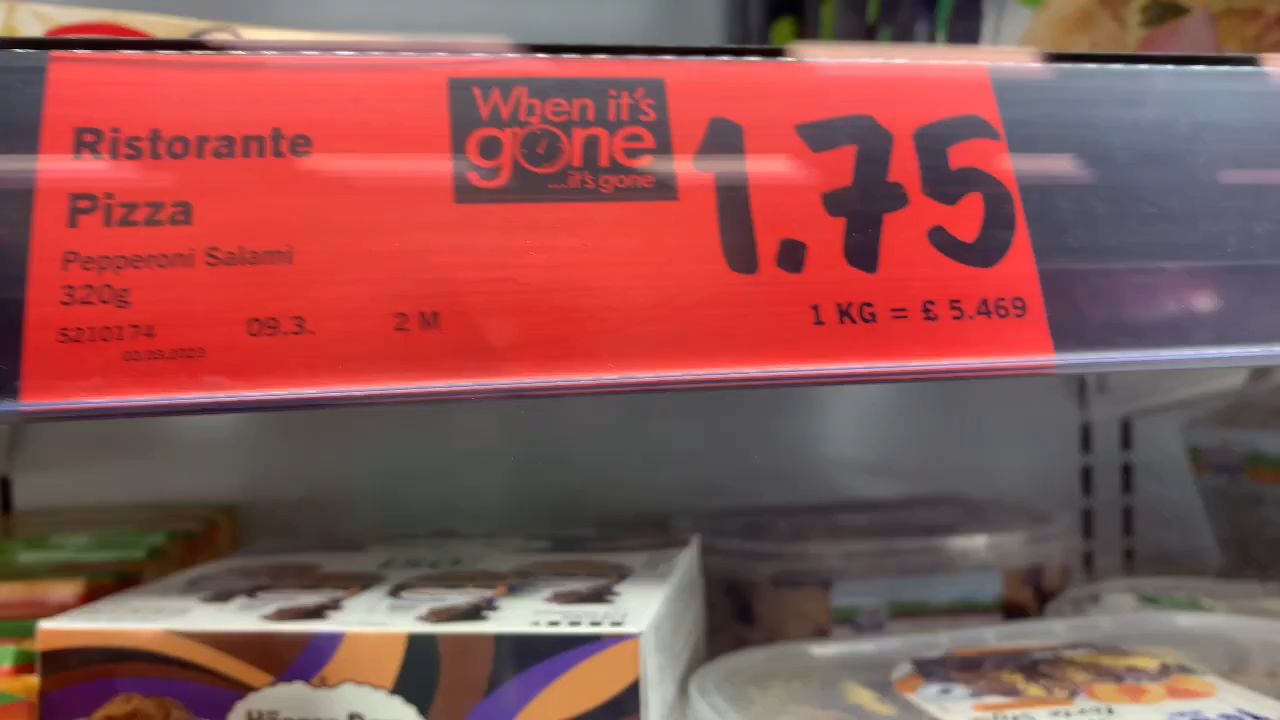 Ristorante
Pizza
Pepperoni Salami
320g
S210174
09.3.
2 M
When it's
gone
...it's gone
1.75
1 KG = £ 5.469